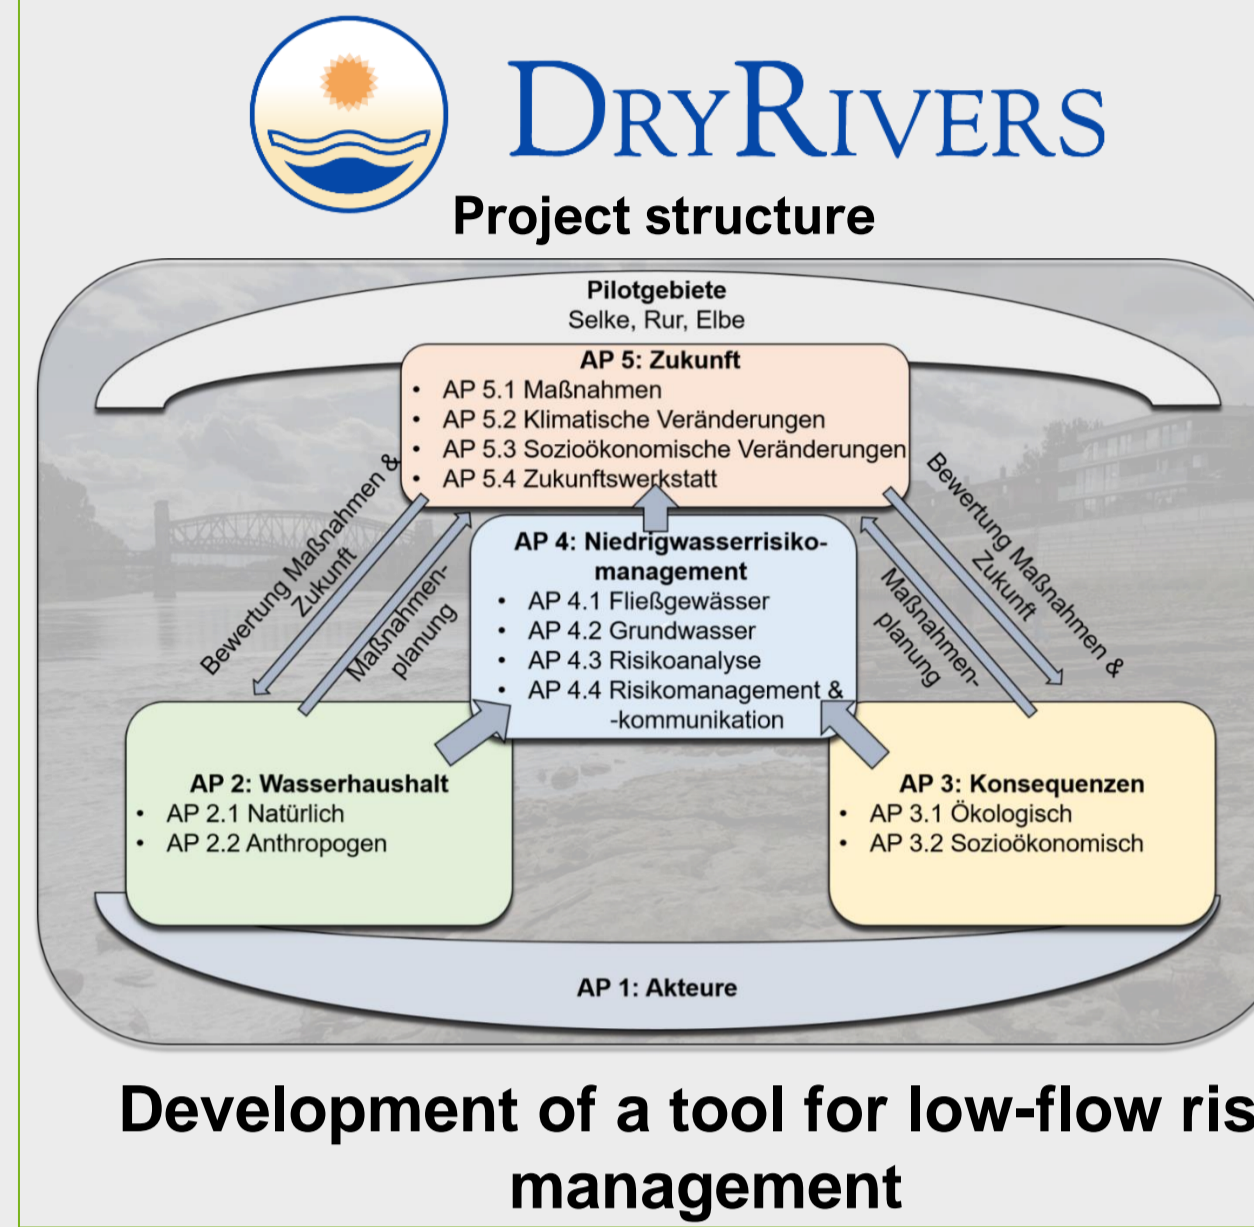 DRYRIVERS
Project structure
Pilotgebiete
Selke, Rur, Elbe
AP 5: Zukunft
• AP 5.1 Maßnahmen
• AP 5.2 Klimatische Veränderungen
• AP 5.3 Sozioökonomische Veränderungen
• AP 5.4 Zukunftswerkstatt
Bewertung Maßnahmen &
Zukunft
Maßnahmen-
planung
AP 4: Niedrigwasserrisiko-
management
• AP 4.1 Fließgewässer
• AP 4.2 Grundwasser
• AP 4.3 Risikoanalyse
• AP 4.4 Risikomanagement &
-kommunikation
Bewertung Maßnahmen &
Zukunft
Maßnahmen-
planung
AP 2: Wasserhaushalt
• AP 2.1 Natürlich
• AP 2.2 Anthropogen
AP 3: Konsequenzen
• AP 3.1 Ökologisch
• AP 3.2 Sozioökonomisch
AP 1: Akteure
Development of a tool for low-flow ris
management